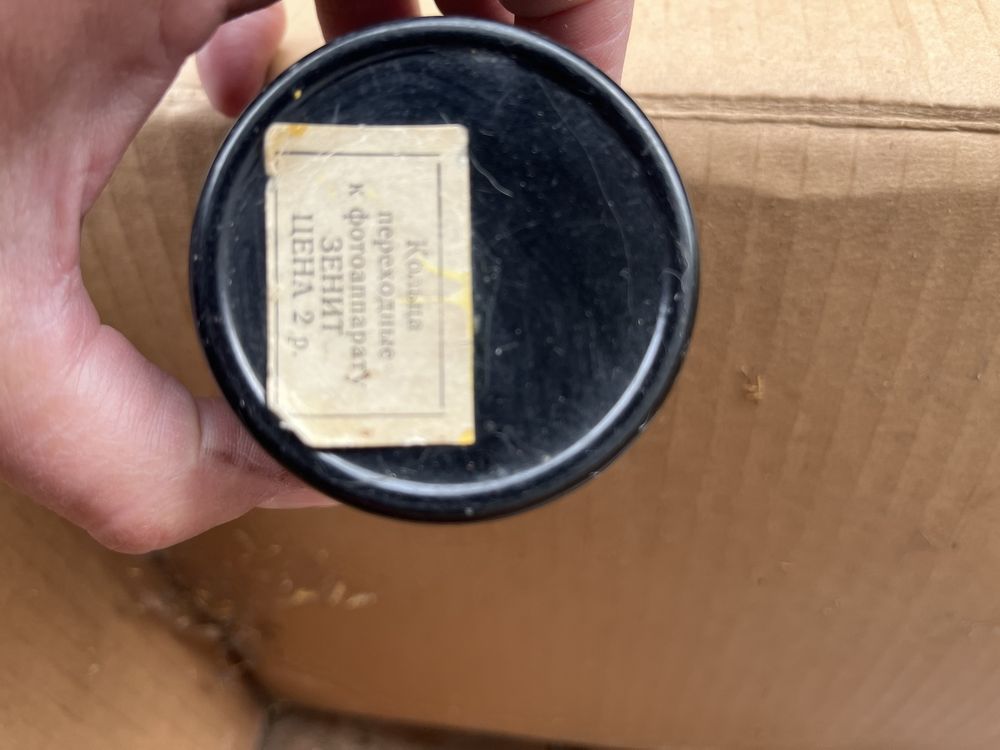 Кольца
переходные
к фотоаппарату
ЗЕНИТ
ЦЕНА 2 р.